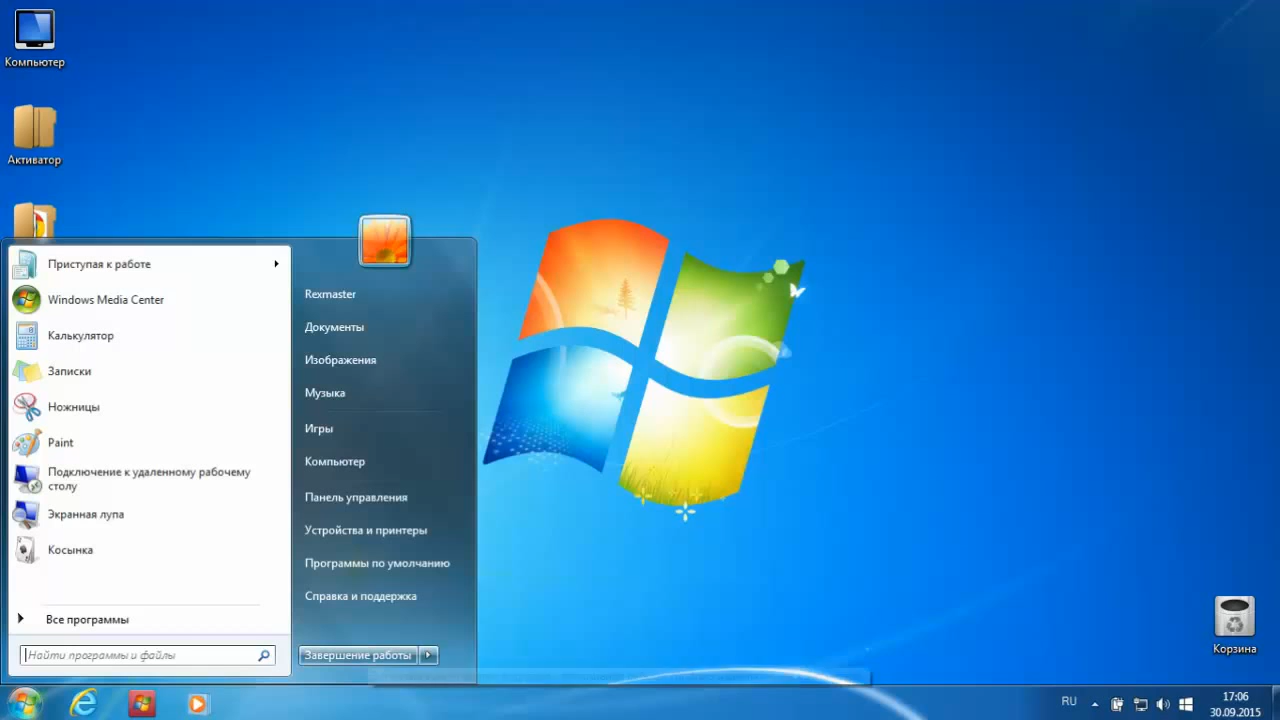 Компьютер
Активатор
Приступая к работе
Windows Media Center
Калькулятор
Записки
Ножницы
Paint
Подключение к удаленному рабочему
столу
Экранная лупа
Косынка
Все программы
Найти программы и файлы
Rexmaster
Документы
Изображения
Музыка
Игры
Компьютер
Панель управления
Устройства и принтеры
Программы по умолчанию
Справка и поддержка
Завершение работы
Корзина
RU
17:06
30.09.2015